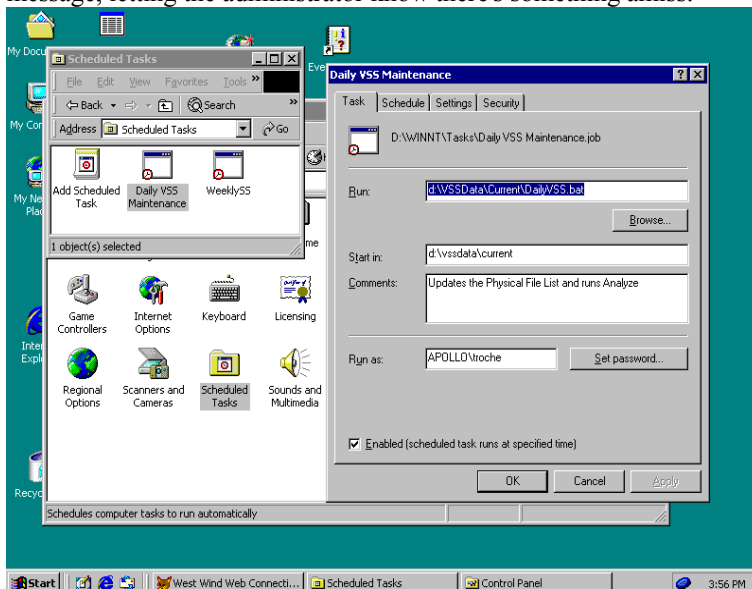 message, letting the administrator know there's something amiss.
My Docu
Scheduled Tasks
File Edit View Favorites Tools »
Back Search »
Address Scheduled Tasks Go
Add Scheduled Task
Daily VSS Maintenance
WeeklySS
1 object(s) selected
My Cor
My Ne
Plac
Inter
Expl
Recyc
Eve
me
Game Controllers
Internet Options
Keyboard
Licensing
Regional Options
Scanners and Cameras
Scheduled Tasks
Sounds and Multimedia
Schedules computer tasks to run automatically
Daily VSS Maintenance
Task Schedule Settings Security
D:\WINNT\Tasks\Daily VSS Maintenance.job
Run: d:\VSSData\Current\DailyVSS.bat
Browse...
Start in: d:\vssdata\current
Comments: Updates the Physical File List and runs Analyze
Run as: APOLLO\troche Set password...
Enabled (scheduled task runs at specified time)
OK Cancel Apply
Start West Wind Web Connecti... Scheduled Tasks Control Panel 3:56 PM